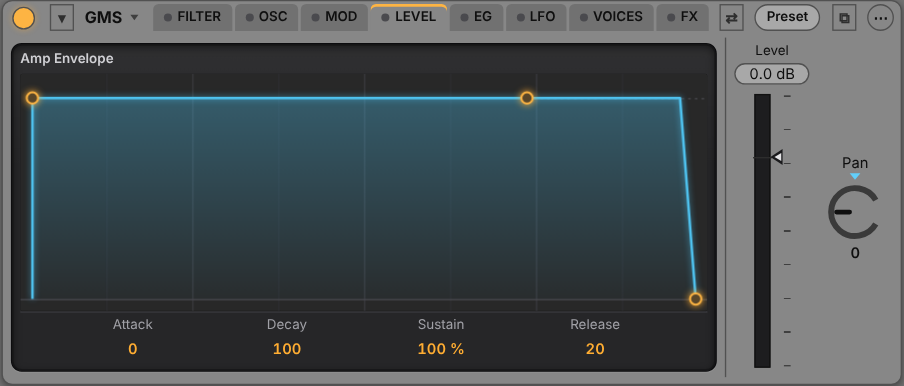 GMS FILTER OSC MOD LEVEL EG LFO VOICES FX Preset
Amp Envelope
Level
0.0 dB
Pan
0
Attack Decay Sustain Release
0 100 100 % 20